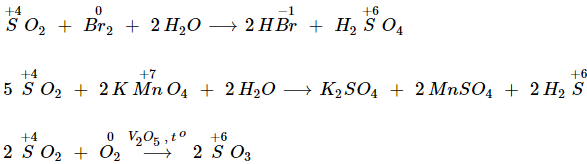 +4 0 −1 +6
S O₂ + Br₂ + 2 H₂O ⟶ 2 H Br + H₂ S O₄
+4 +7 +6
5 S O₂ + 2 K Mn O₄ + 2 H₂O ⟶ K₂SO₄ + 2 MnSO₄ + 2 H₂ S
+4 0 V₂O₅ , tᵒ +6
2 S O₂ + O₂ ⟶ 2 S O₃